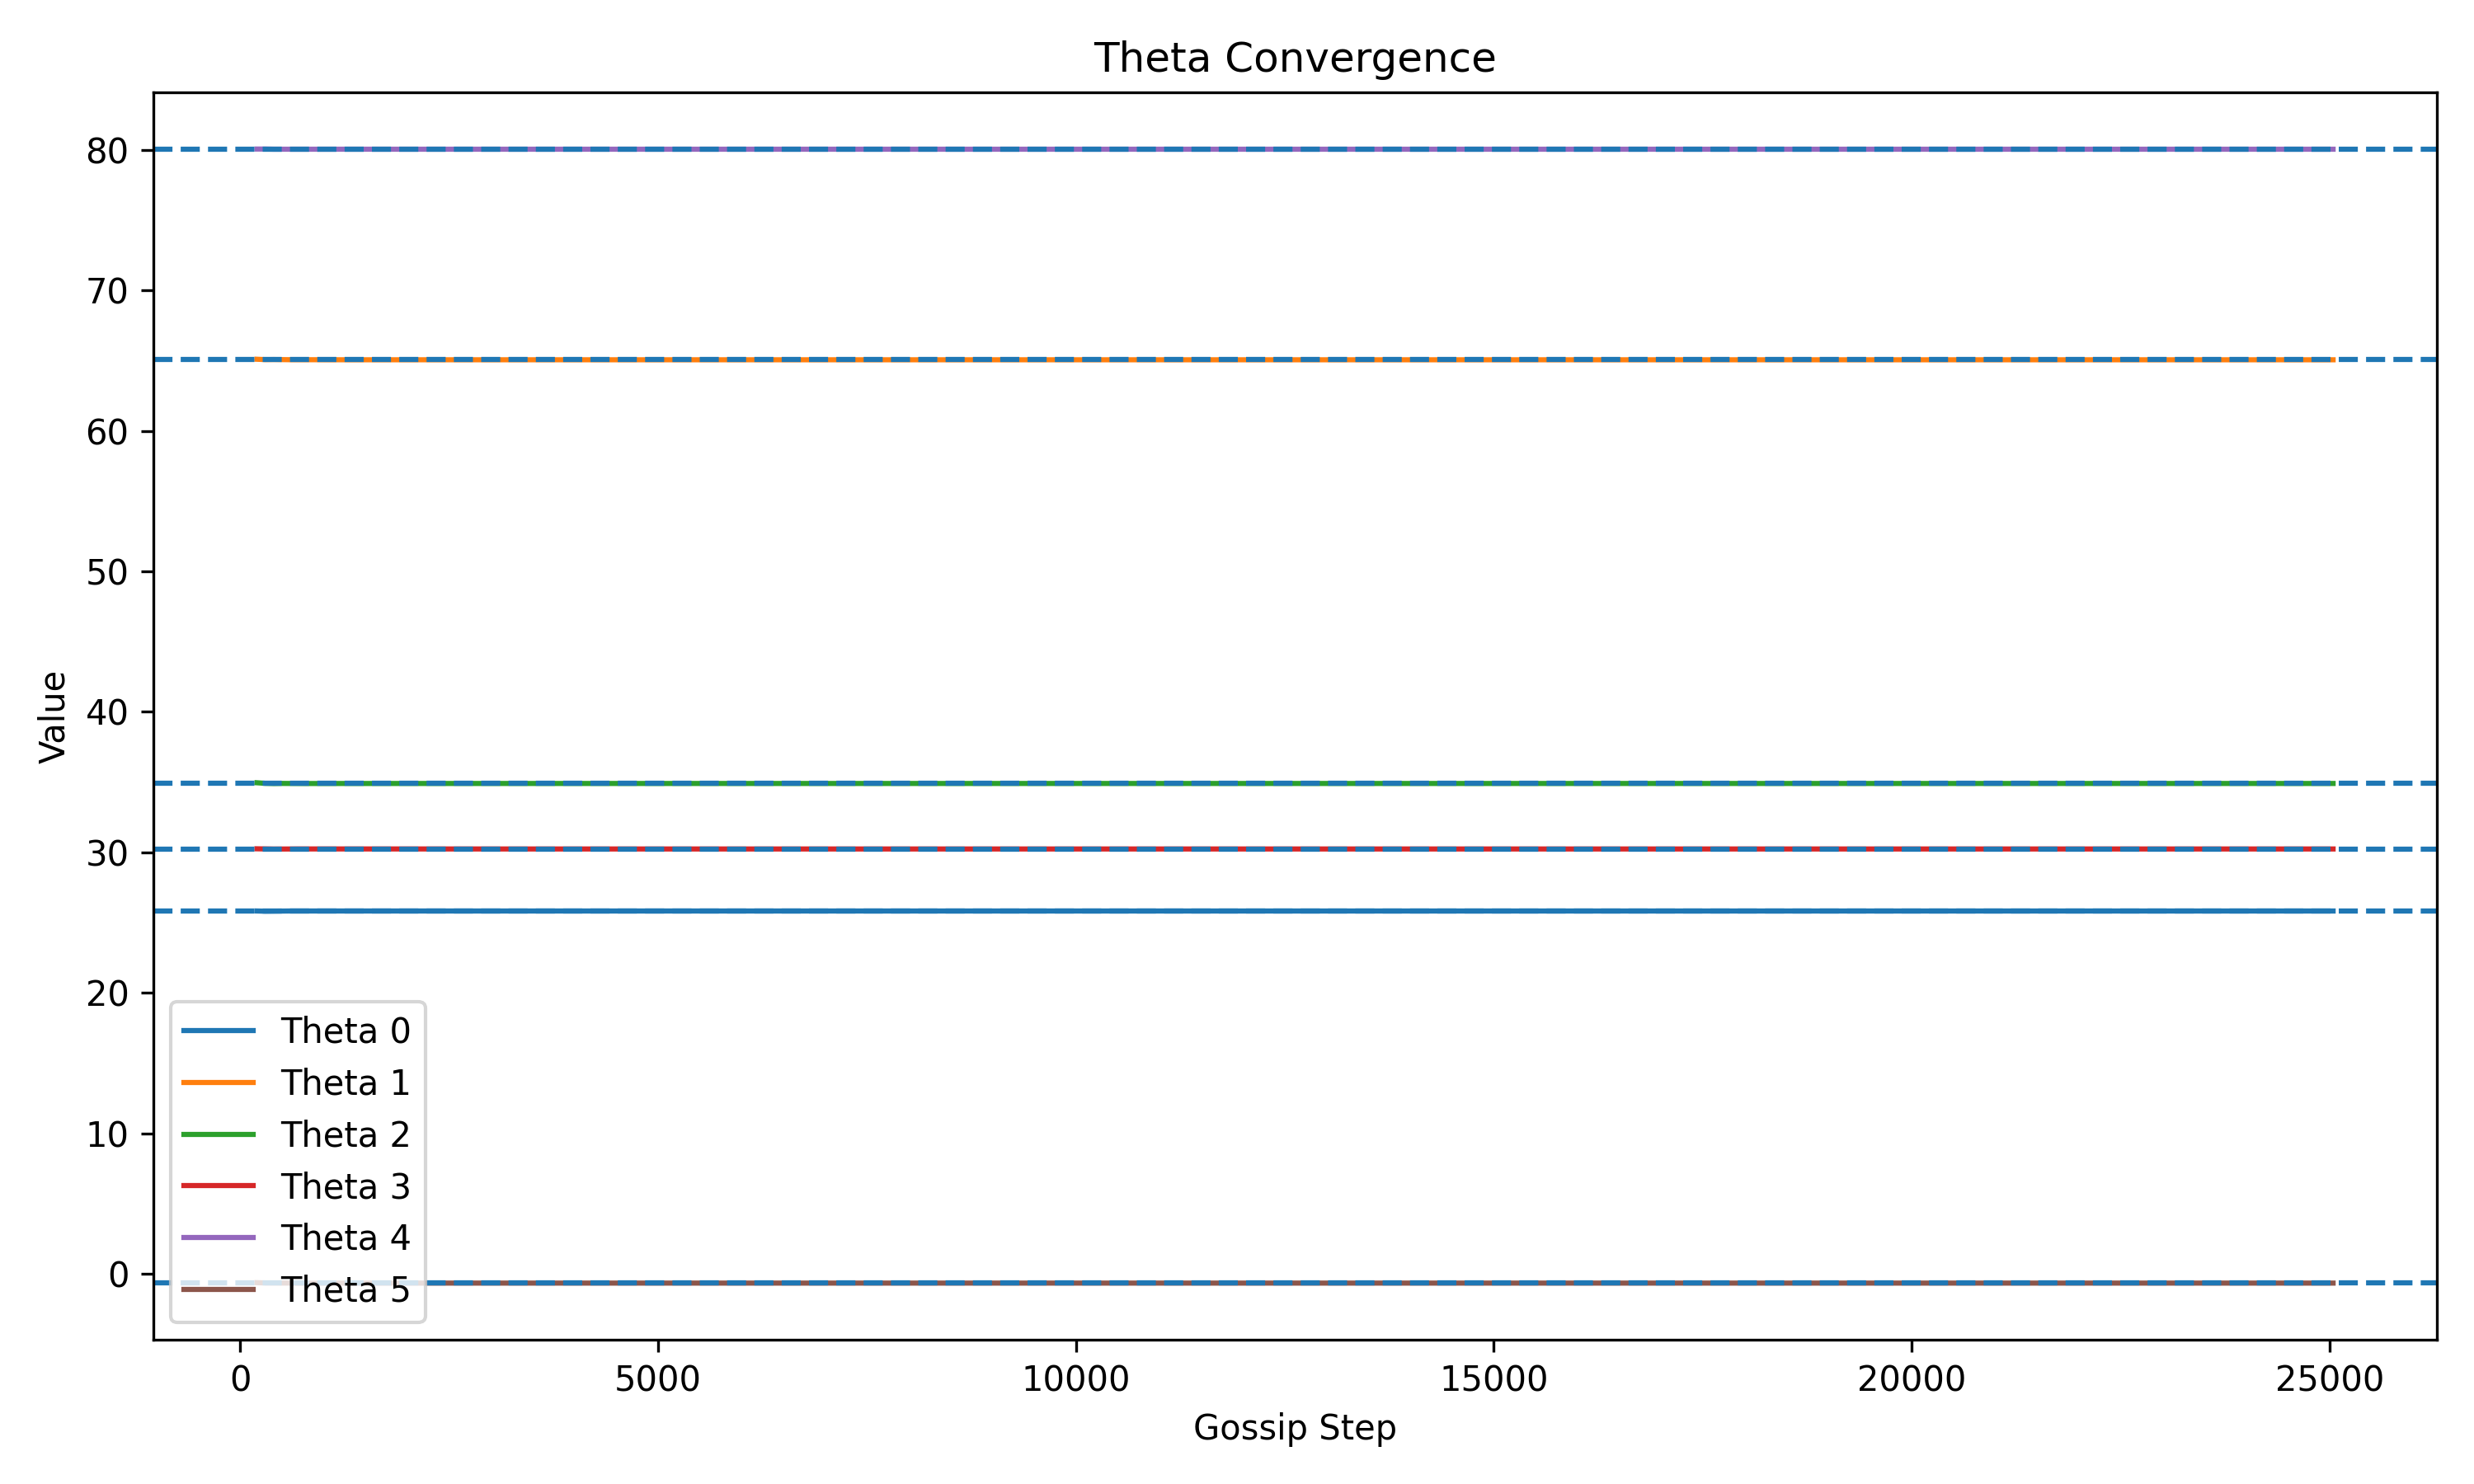 Theta Convergence
Value
80
70
60
50
40
30
20
10
0
Theta 0
Theta 1
Theta 2
Theta 3
Theta 4
Theta 5
0 5000 10000 15000 20000 25000
Gossip Step